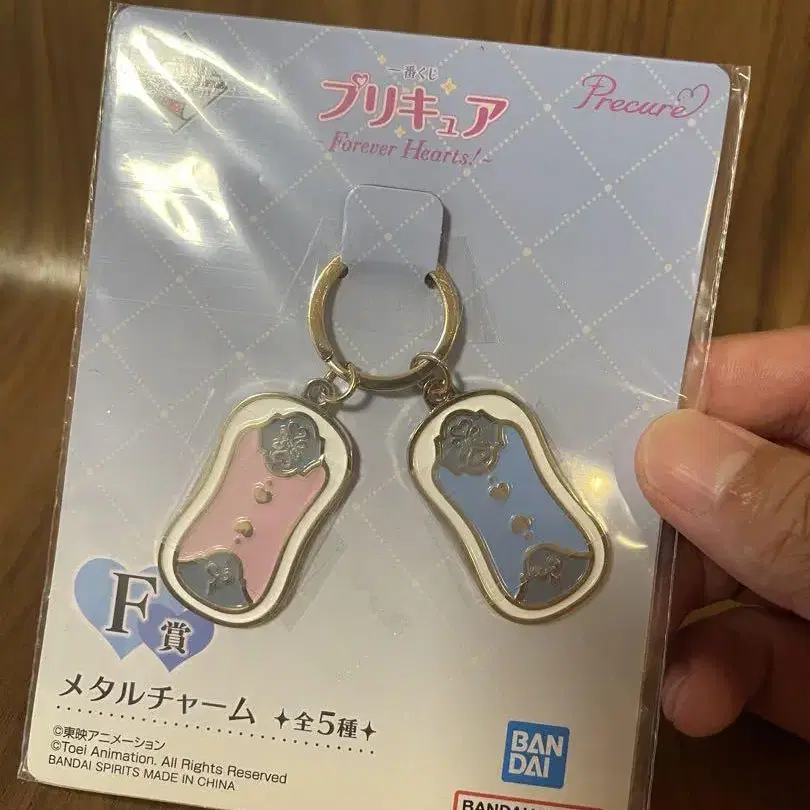 一番くじ
プリキュア
- Forever Hearts! -
Precure
F賞
メタルチャーム 全5種
©東映アニメーション
©Toei Animation. All Rights Reserved
BANDAI SPIRITS MADE IN CHINA
BAN
DAI